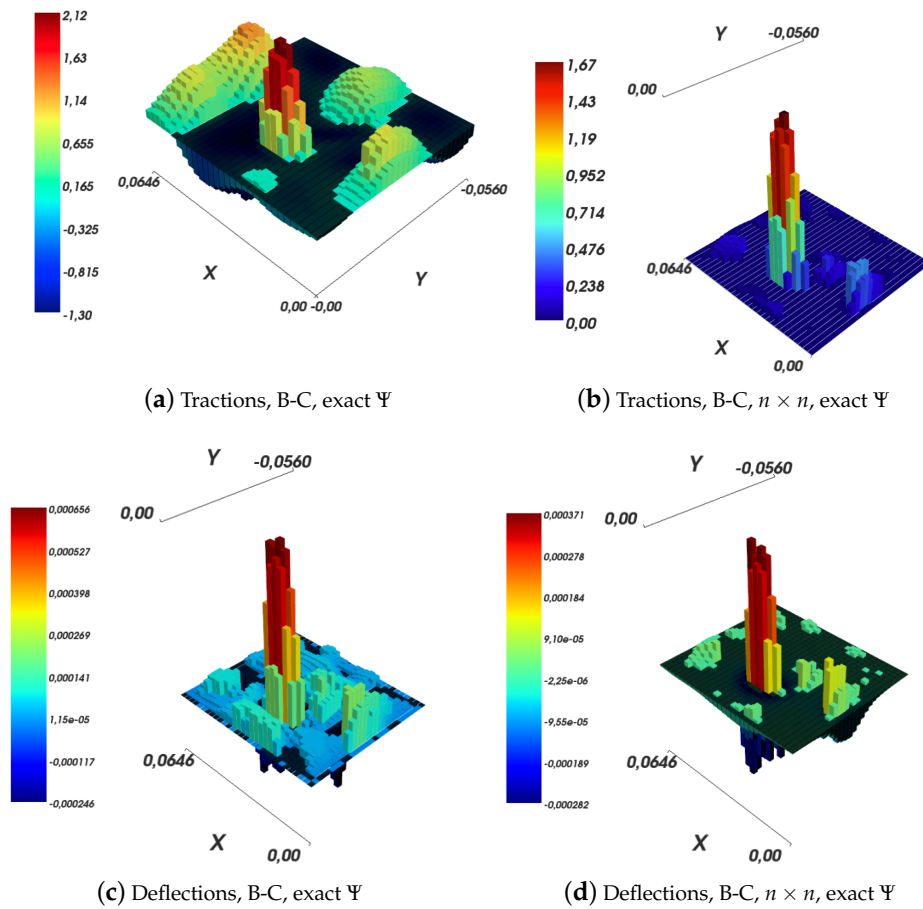 2,12
1,63
1,14
0,655
0,165
-0,325
-0,815
-1,30
0,0646
X
0,00 -0,00
Y
-0,0560
(a) Tractions, B-C, exact Ψ
Y
-0,0560
0,00
1,67
1,43
1,19
0,952
0,714
0,476
0,238
0,00
0,0646
X
0,00
(b) Tractions, B-C, n × n, exact Ψ
Y
-0,0560
0,00
0,000656
0,000527
0,000398
0,000269
0,000141
1,15e-05
-0,000117
-0,000246
0,0646
X
0,00
(c) Deflections, B-C, exact Ψ
Y
-0,0560
0,00
0,000371
0,000278
0,000184
9,10e-05
-2,25e-06
-9,55e-05
-0,000189
-0,000282
0,0646
X
0,00
(d) Deflections, B-C, n × n, exact Ψ